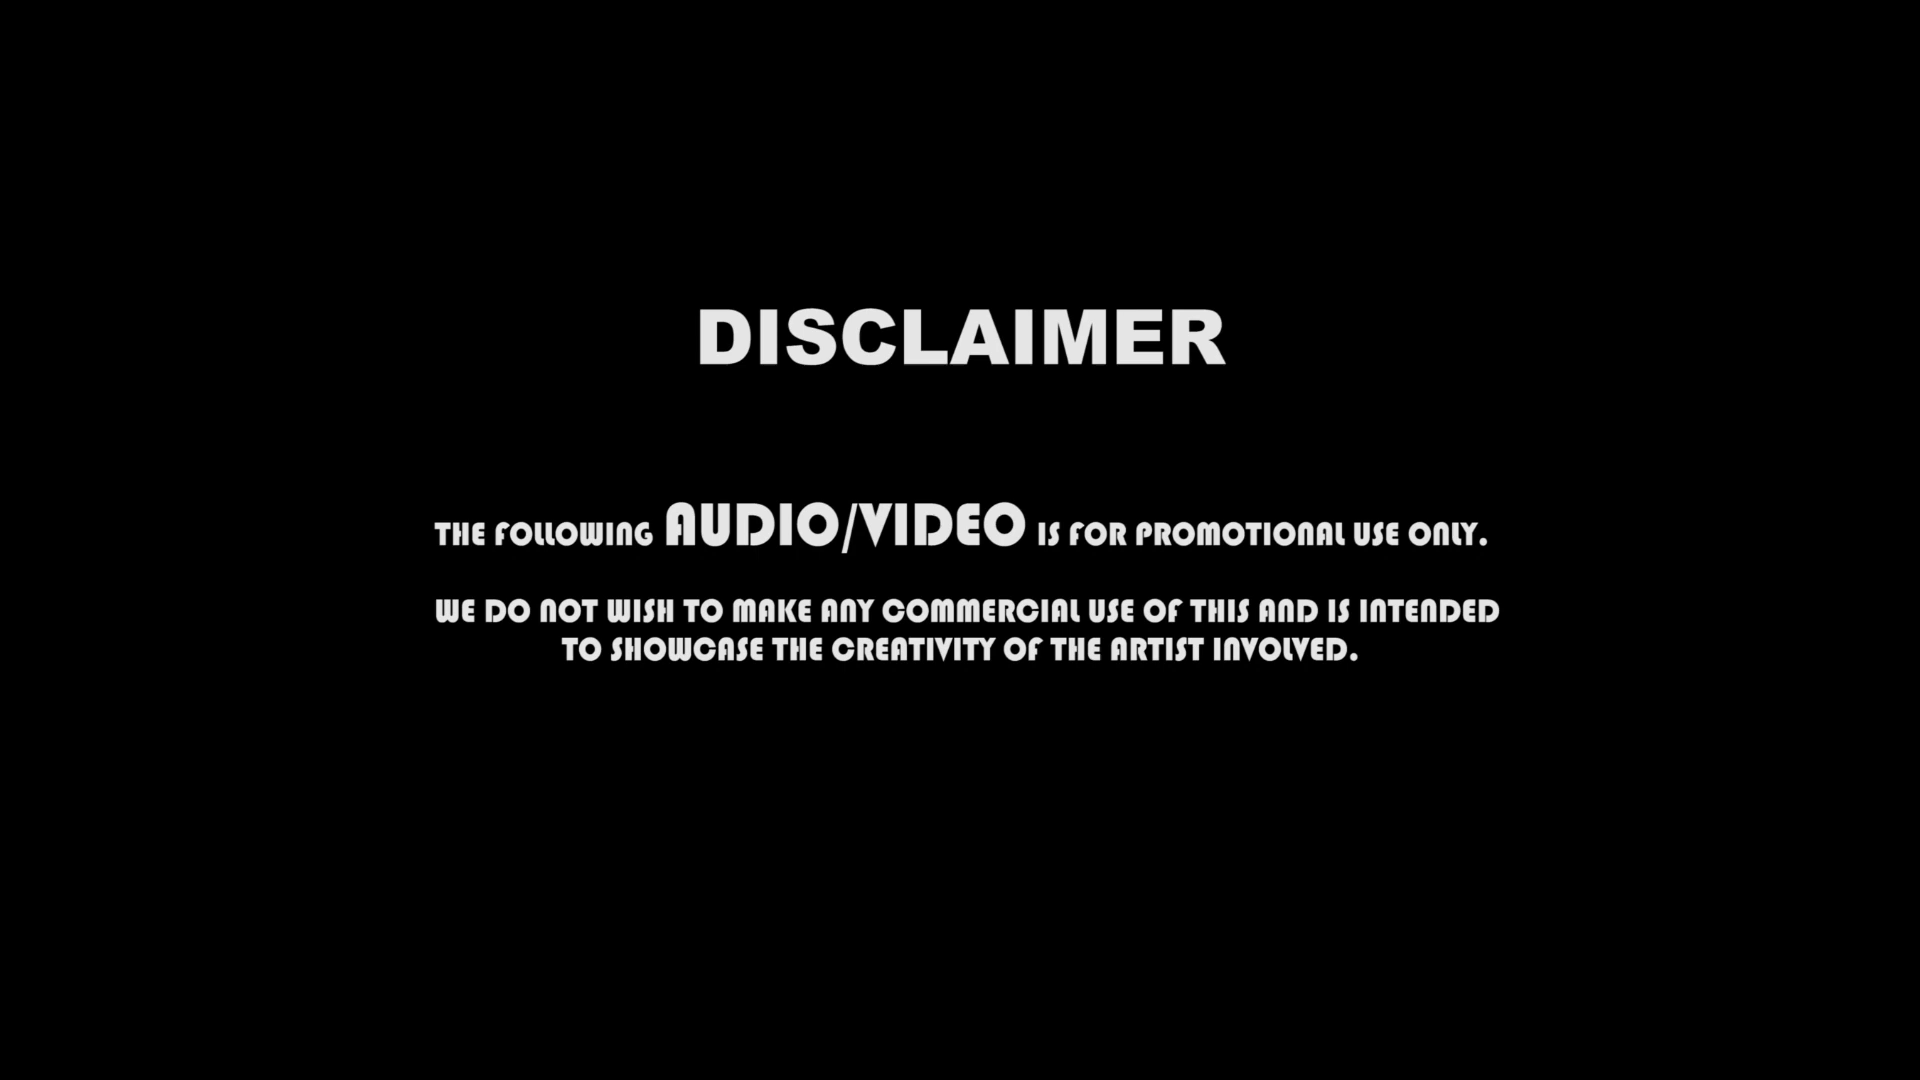 DISCLAIMER
THE FOLLOWING AUDIO/VIDEO IS FOR PROMOTIONAL USE ONLY.
WE DO NOT WISH TO MAKE ANY COMMERCIAL USE OF THIS AND IS INTENDED
TO SHOWCASE THE CREATIVITY OF THE ARTIST INVOLVED.